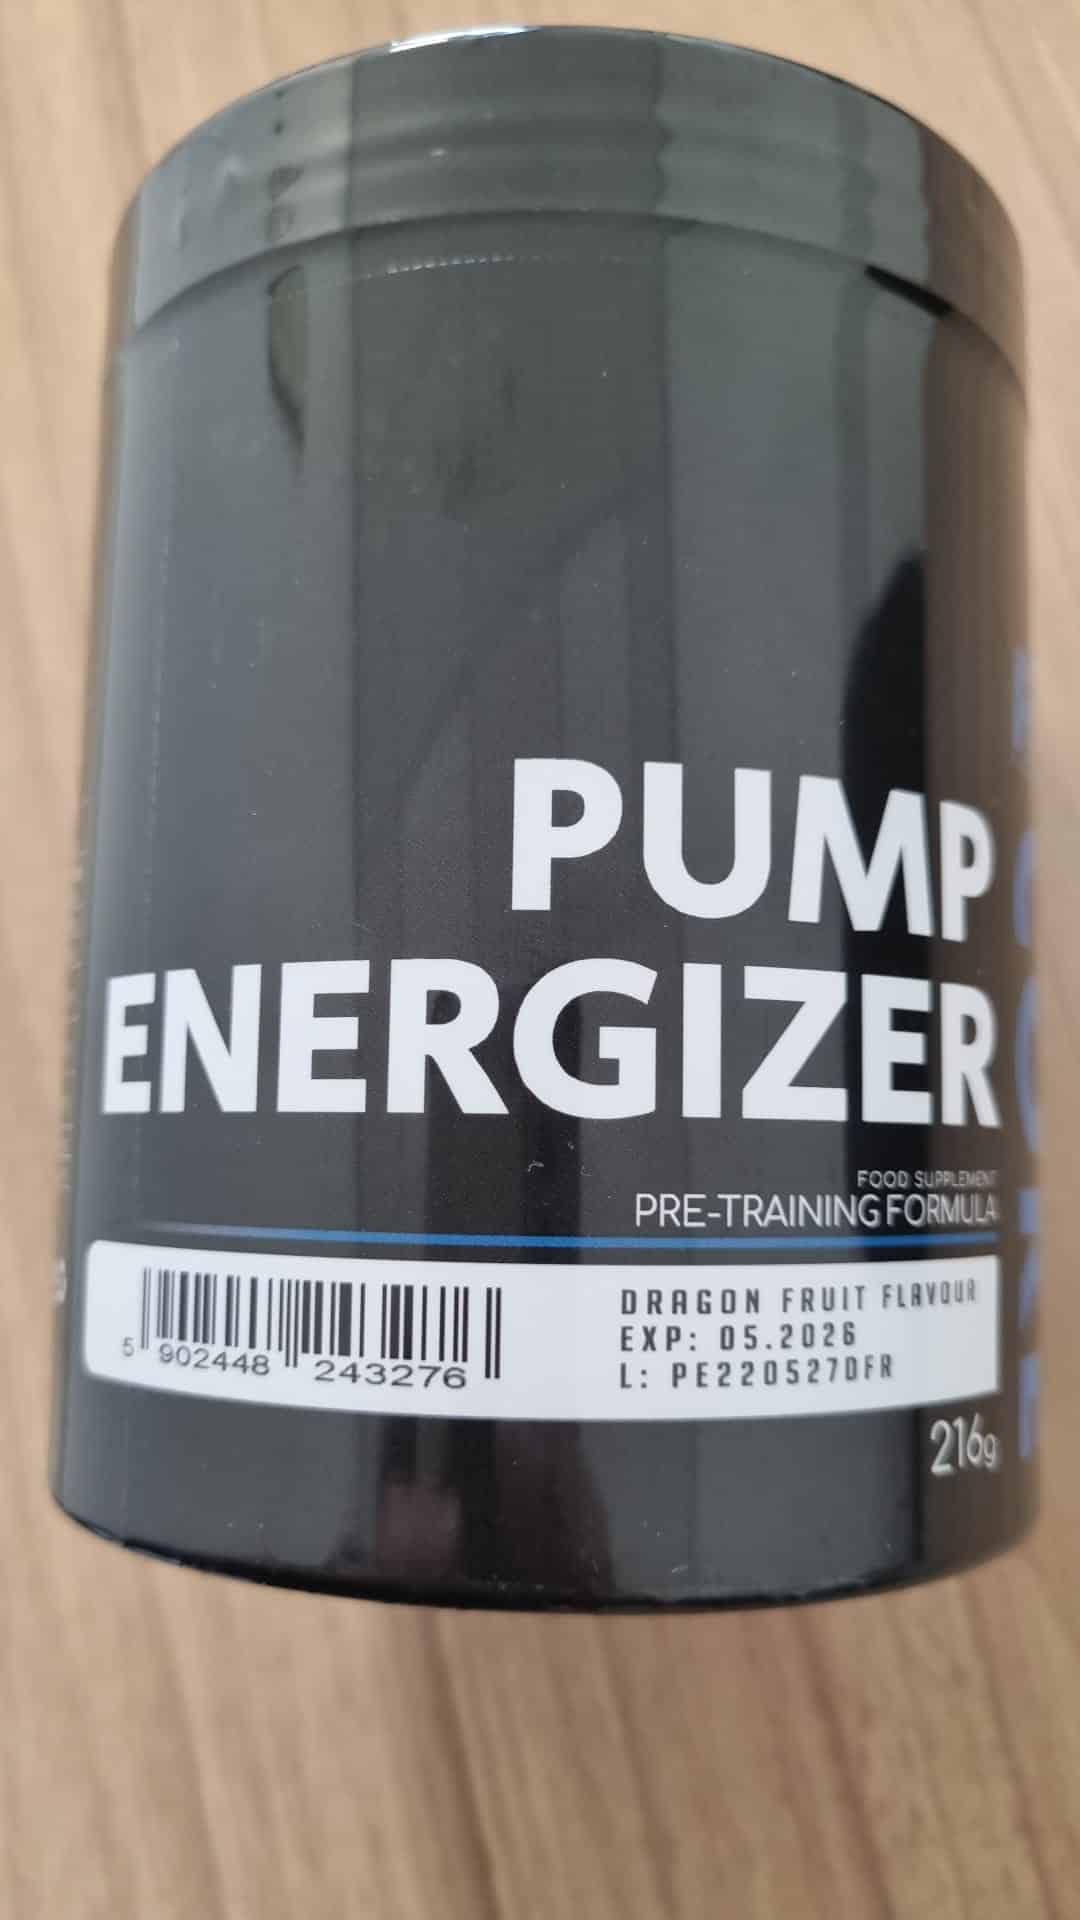 PUMP
ENERGIZER
FOOD SUPPLEMENT
PRE-TRAINING FORMULA
5 902448 243276
DRAGON FRUIT FLAVOUR
EXP: 05.2026
L: PE220527DFR
216g